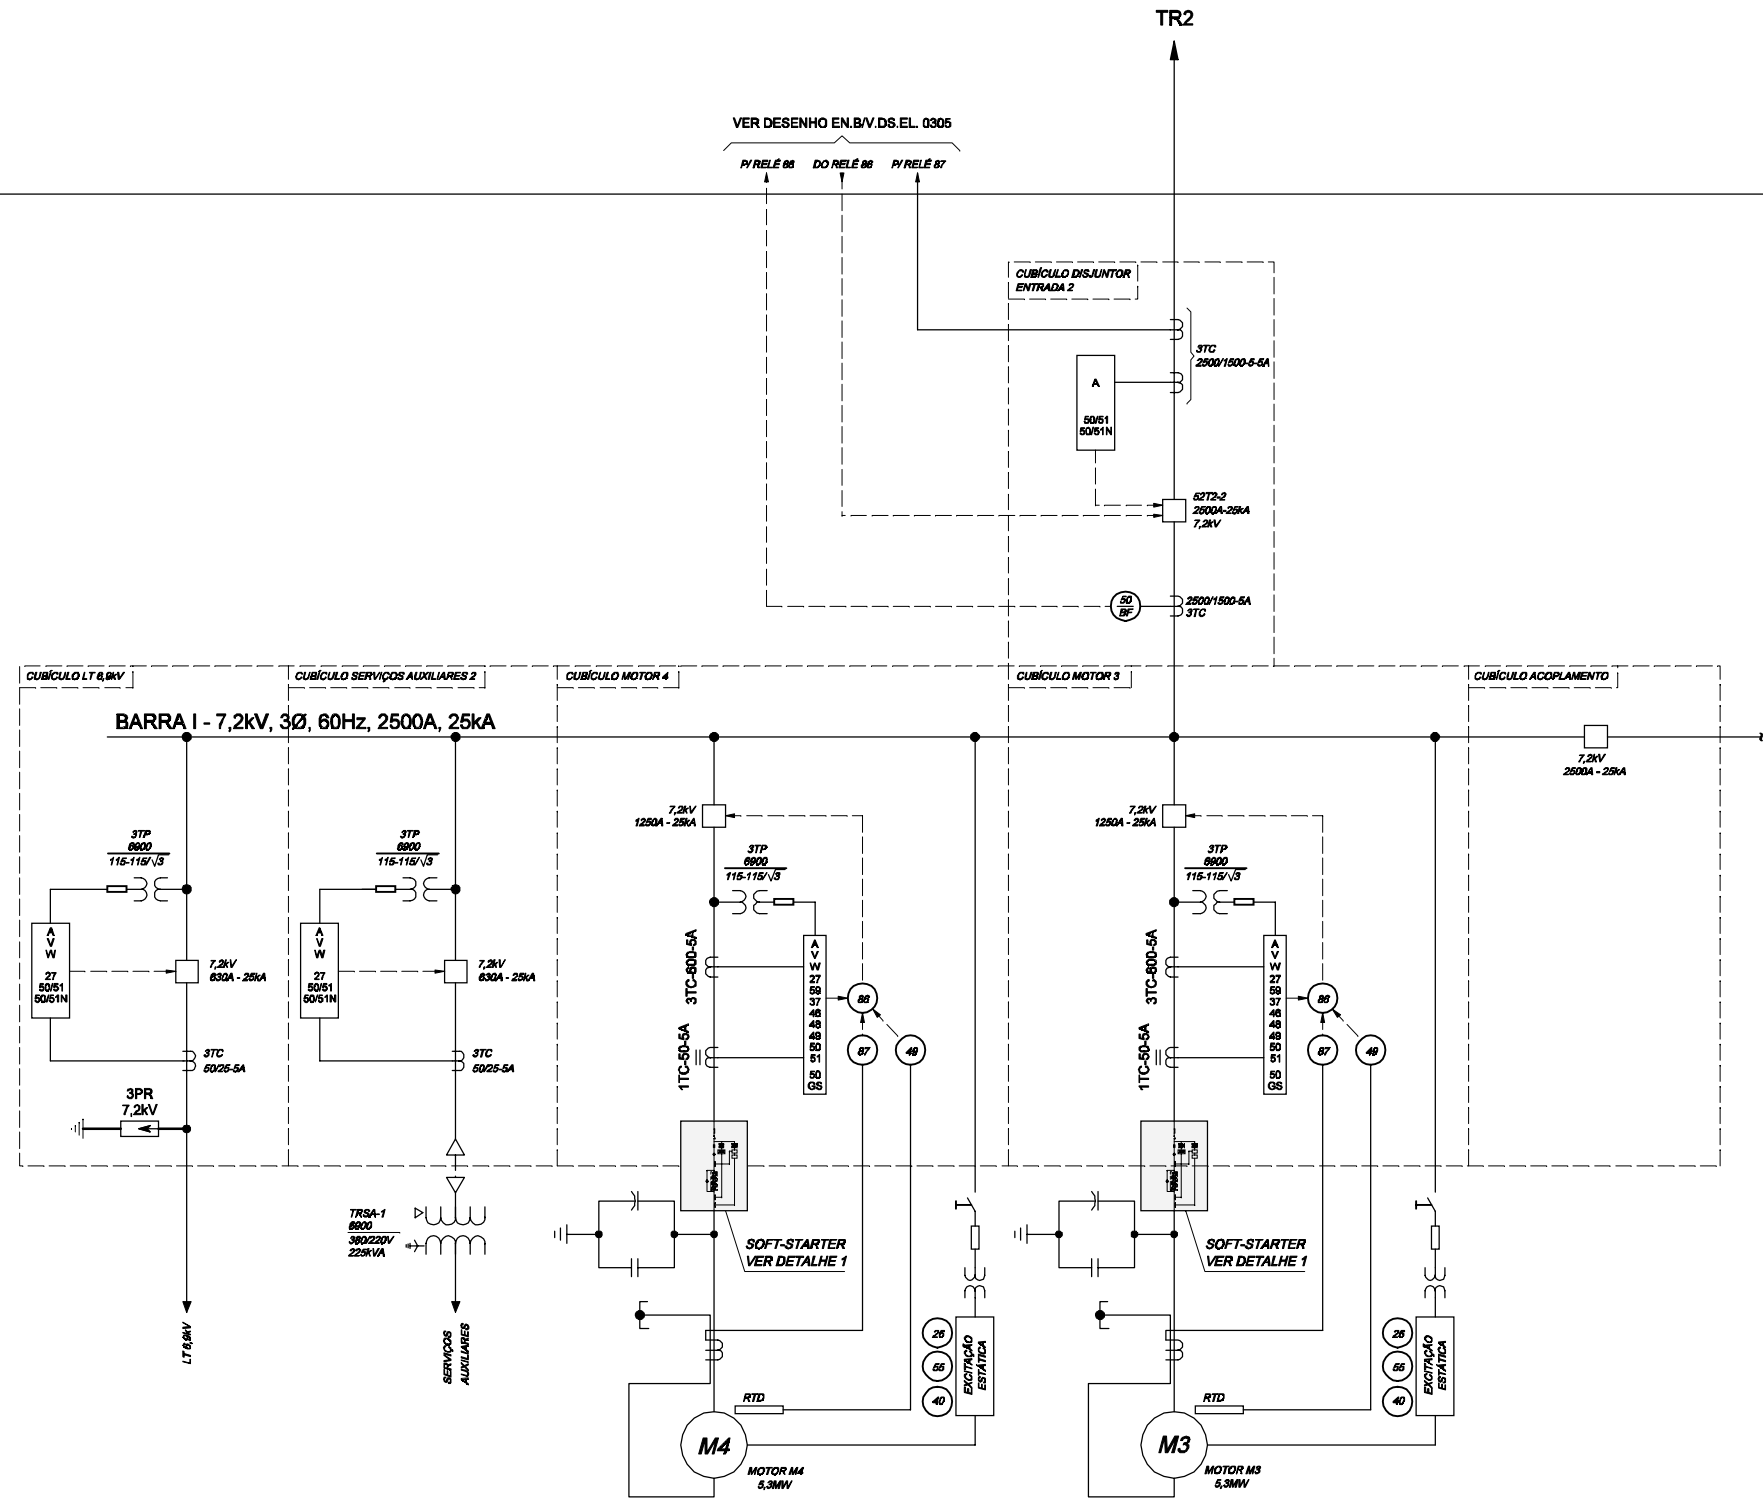 TR2
VER DESENHO EN.B/V.DS.EL. 0305
P/ RELÉ 86
DO RELÉ 86
P/ RELÉ 87
CUBÍCULO DISJUNTOR
ENTRADA 2
3TC
2500/1500-5-5A
A
50/51
50/51N
52T2-2
2500A-25kA
7,2kV
50
BF
2500/1500-5A
3TC
CUBÍCULO LT 6,9kV
CUBÍCULO SERVIÇOS AUXILIARES 2
CUBÍCULO MOTOR 4
CUBÍCULO MOTOR 3
CUBÍCULO ACOPLAMENTO
BARRA I - 7,2kV, 3Ø, 60Hz, 2500A, 25kA
7,2kV
2500A - 25kA
3TP
6900
115-115/√3
A
V
W
27
50/51
50/51N
7,2kV
630A - 25kA
3TC
50/25-5A
3PR
7,2kV
LT 6,9kV
3TP
6900
115-115/√3
A
V
W
27
50/51
50/51N
7,2kV
630A - 25kA
3TC
50/25-5A
TRSA-1
6900
380/220V
225kVA
SERVIÇOS
AUXILIARES
7,2kV
1250A - 25kA
3TP
6900
115-115/√3
3TC-600-5A
1TC-50-5A
A
V
W
27
59
37
46
48
49
50
51
50
GS
86
87
49
SOFT-STARTER
VER DETALHE 1
26
55
40
EXCITAÇÃO
ESTÁTICA
RTD
M4
MOTOR M4
5,3MW
7,2kV
1250A - 25kA
3TP
6900
115-115/√3
3TC-600-5A
1TC-50-5A
A
V
W
27
59
37
46
48
49
50
51
50
GS
86
87
49
SOFT-STARTER
VER DETALHE 1
26
55
40
EXCITAÇÃO
ESTÁTICA
RTD
M3
MOTOR M3
5,3MW